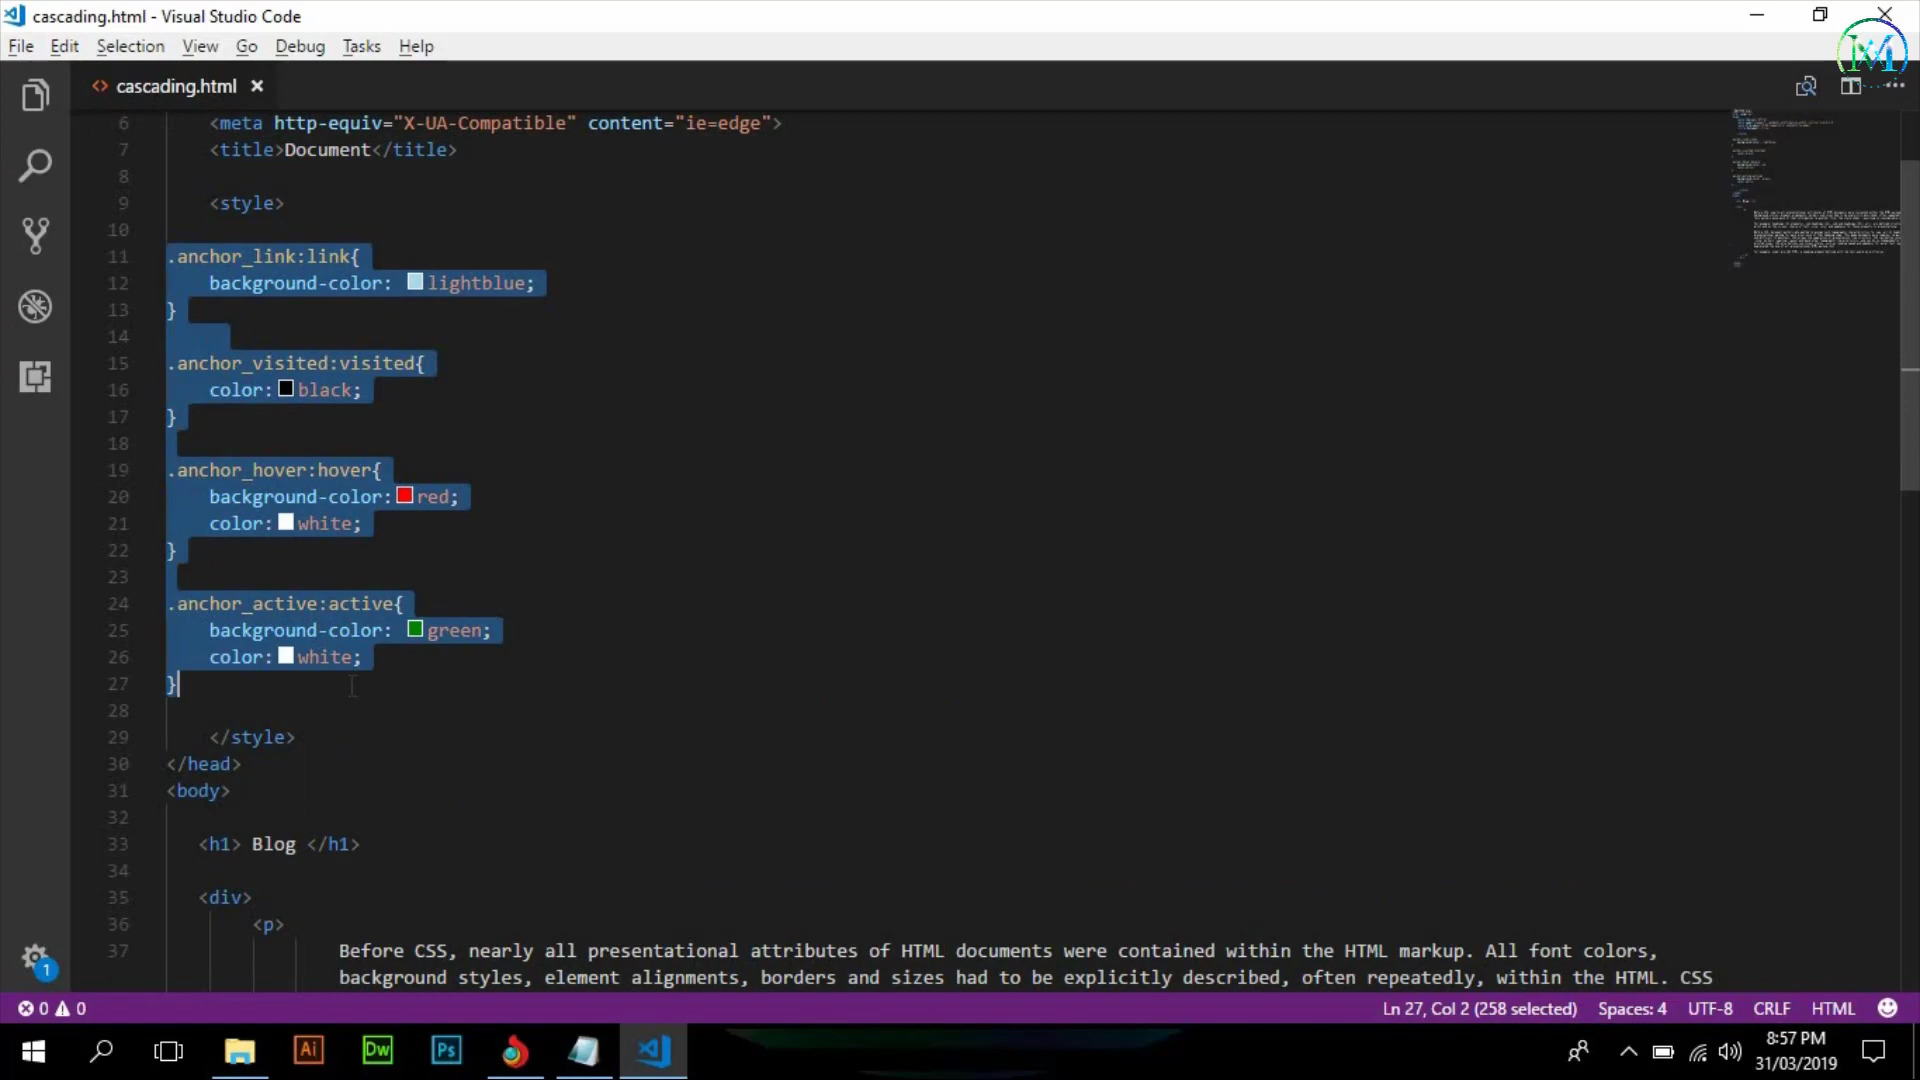 cascading.html - Visual Studio Code
File Edit Selection View Go Debug Tasks Help
cascading.html
6 <meta http-equiv="X-UA-Compatible" content="ie=edge">
7 <title>Document</title>
8
9 <style>
10
11 .anchor_link:link{
12 background-color: lightblue;
13 }
14
15 .anchor_visited:visited{
16 color: black;
17 }
18
19 .anchor_hover:hover{
20 background-color: red;
21 color: white;
22 }
23
24 .anchor_active:active{
25 background-color: green;
26 color: white;
27 }
28
29 </style>
30 </head>
31 <body>
32
33 <h1> Blog </h1>
34
35 <div>
36 <p>
37 Before CSS, nearly all presentational attributes of HTML documents were contained within the HTML markup. All font colors,
background styles, element alignments, borders and sizes had to be explicitly described, often repeatedly, within the HTML. CSS
1
0 0 Ln 27, Col 2 (258 selected) Spaces: 4 UTF-8 CRLF HTML
Ai Dw Ps
8:57 PM
31/03/2019